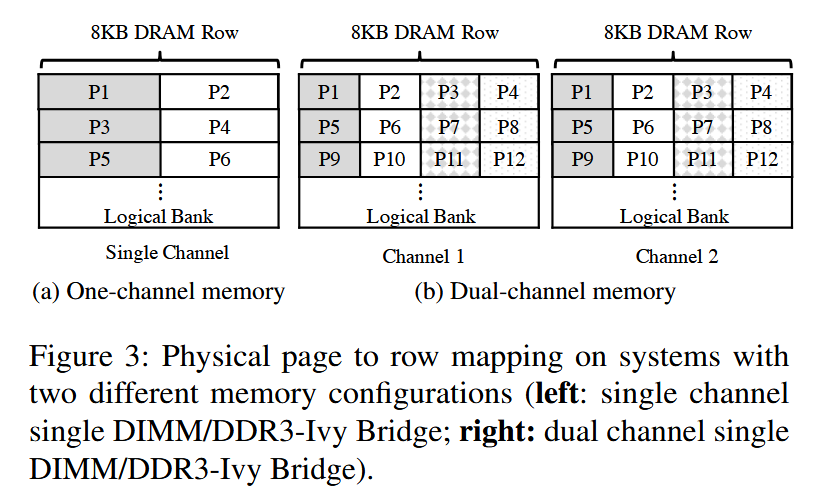 8KB DRAM Row 8KB DRAM Row 8KB DRAM Row
P1 P2 P1 P2 P3 P4 P1 P2 P3 P4
P3 P4 P5 P6 P7 P8 P5 P6 P7 P8
P5 P6 P9 P10 P11 P12 P9 P10 P11 P12
⋮ ⋮ ⋮
Logical Bank Logical Bank Logical Bank
Single Channel Channel 1 Channel 2
(a) One-channel memory (b) Dual-channel memory
Figure 3: Physical page to row mapping on systems with
two different memory configurations (left: single channel
single DIMM/DDR3-Ivy Bridge; right: dual channel single
DIMM/DDR3-Ivy Bridge).